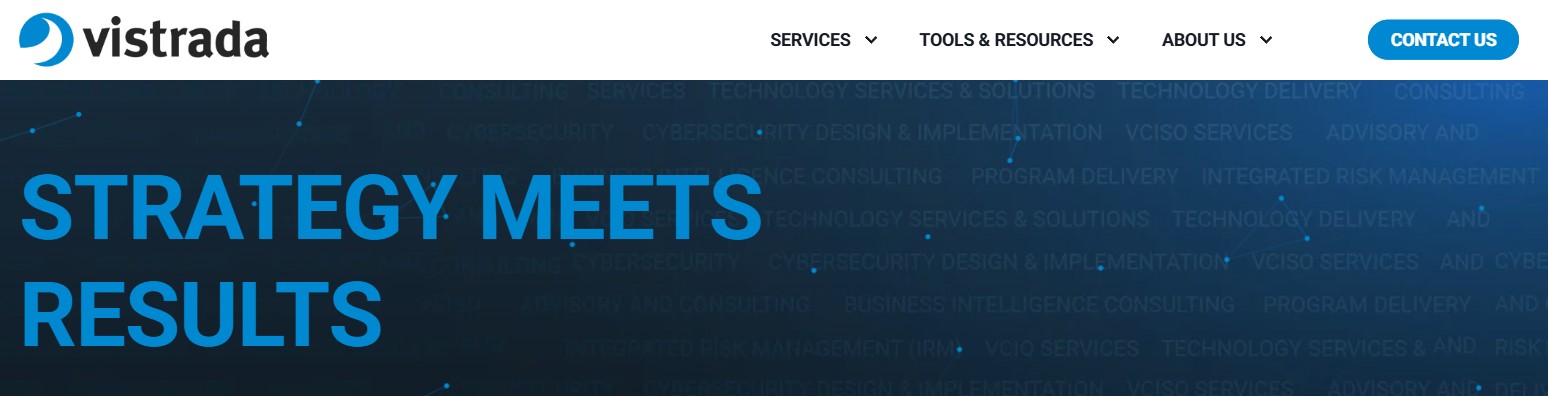 vistrada
SERVICES TOOLS & RESOURCES ABOUT US CONTACT US
CONSULTING SERVICES TECHNOLOGY SERVICES & SOLUTIONS TECHNOLOGY DELIVERY CONSULTING
AND CYBERSECURITY CYBERSECURITY DESIGN & IMPLEMENTATION VCISO SERVICES ADVISORY AND
CONSULTING PROGRAM DELIVERY INTEGRATED RISK MANAGEMENT
STRATEGY MEETS
TECHNOLOGY SERVICES & SOLUTIONS TECHNOLOGY DELIVERY AND
CYBERSECURITY CYBERSECURITY DESIGN & IMPLEMENTATION VCISO SERVICES AND
RESULTS
ADVISORY AND CONSULTING BUSINESS INTELLIGENCE CONSULTING PROGRAM DELIVERY AND
INTEGRATED RISK MANAGEMENT (IRM) VCIO SERVICES TECHNOLOGY SERVICES & AND RISK
CYBERSECURITY DESIGN & IMPLEMENTATION VCISO SERVICES ADVISORY AND